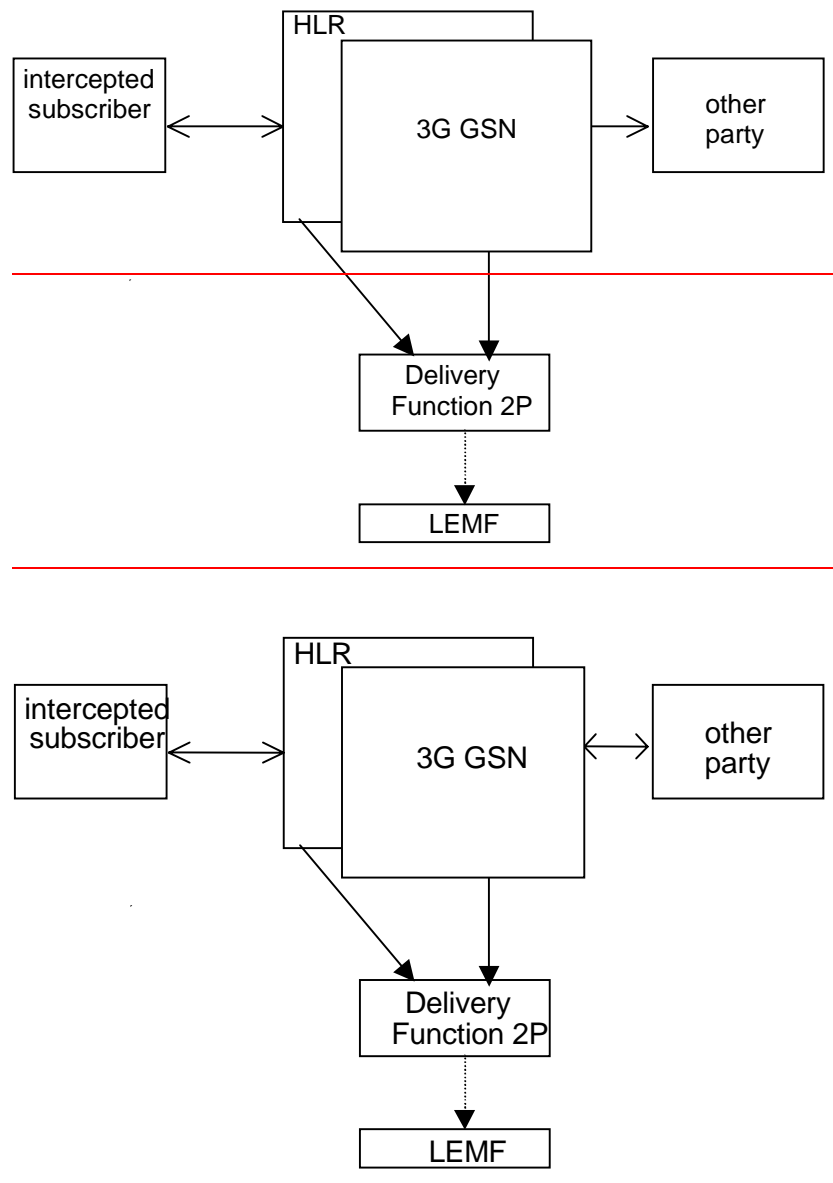 HLR
intercepted
subscriber
3G GSN
other
party
Delivery
Function 2P
LEMF
HLR
intercepted
subscriber
3G GSN
other
party
Delivery
Function 2P
LEMF